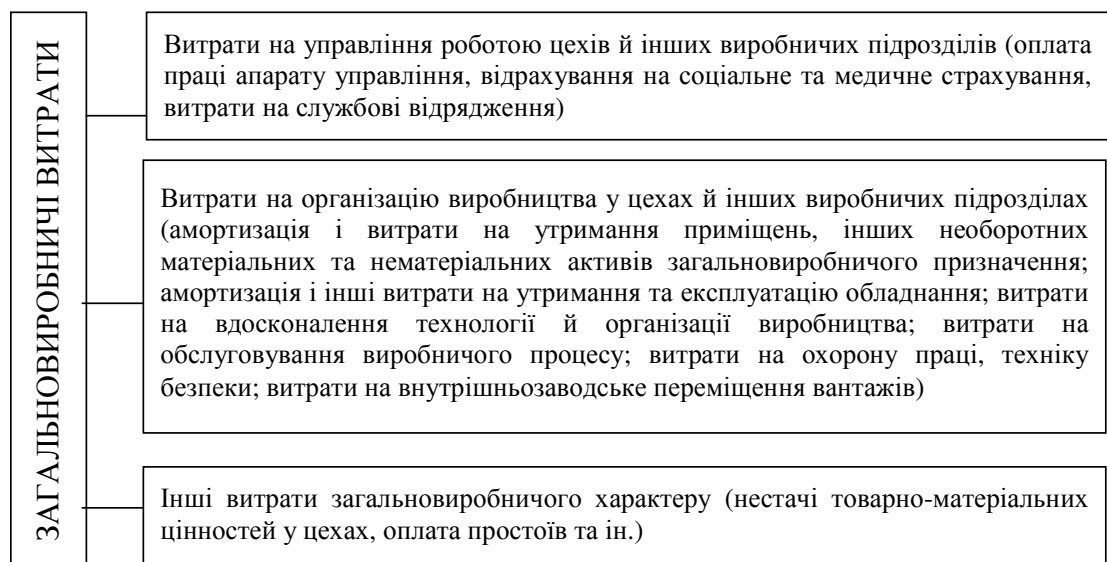 ЗАГАЛЬНОВИРОБНИЧІ ВИТРАТИ
Витрати на управління роботою цехів й інших виробничих підрозділів (оплата
праці апарату управління, відрахування на соціальне та медичне страхування,
витрати на службові відрядження)
Витрати на організацію виробництва у цехах й інших виробничих підрозділах
(амортизація і витрати на утримання приміщень, інших необоротних
матеріальних та нематеріальних активів загальновиробничого призначення;
амортизація і інші витрати на утримання та експлуатацію обладнання; витрати
на вдосконалення технології й організації виробництва; витрати на
обслуговування виробничого процесу; витрати на охорону праці, техніку
безпеки; витрати на внутрішньозаводське переміщення вантажів)
Інші витрати загальновиробничого характеру (нестачі товарно-матеріальних
цінностей у цехах, оплата простоїв та ін.)